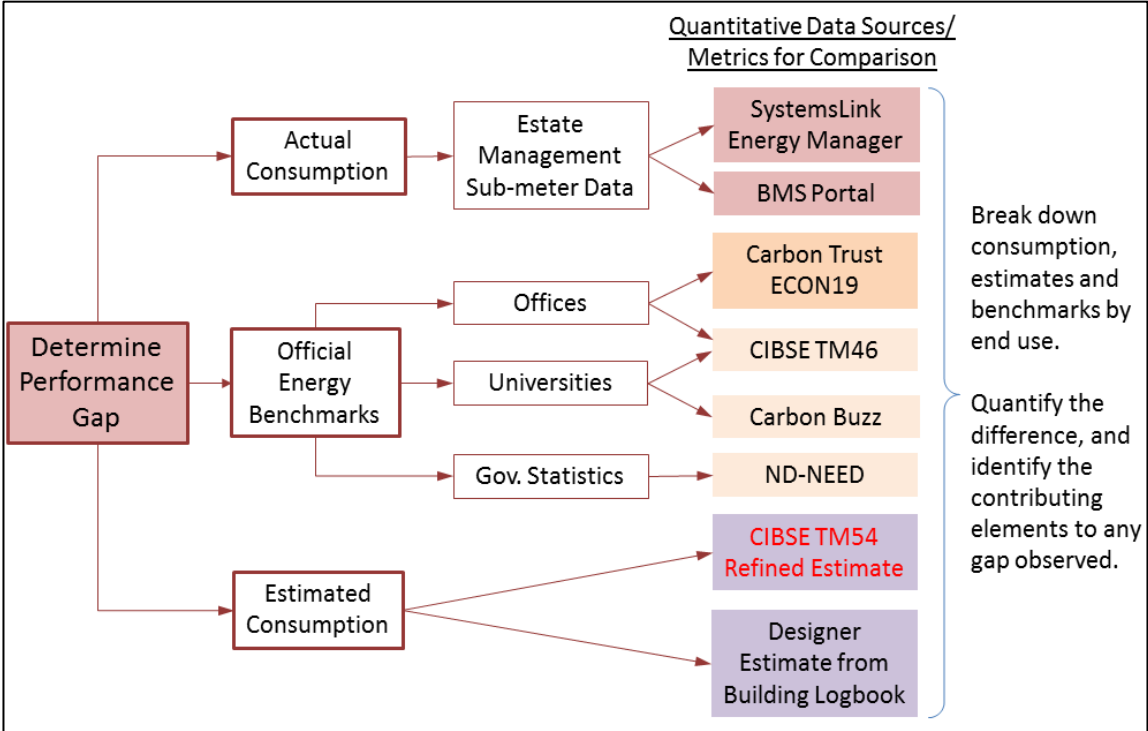 Quantitative Data Sources/
Metrics for Comparison
Determine
Performance
Gap
Actual
Consumption
Estate
Management
Sub-meter Data
SystemsLink
Energy Manager
BMS Portal
Official
Energy
Benchmarks
Offices
Universities
Gov. Statistics
Carbon Trust
ECON19
CIBSE TM46
Carbon Buzz
ND-NEED
Estimated
Consumption
CIBSE TM54
Refined Estimate
Designer
Estimate from
Building Logbook
Break down
consumption,
estimates and
benchmarks by
end use.
Quantify the
difference, and
identify the
contributing
elements to any
gap observed.